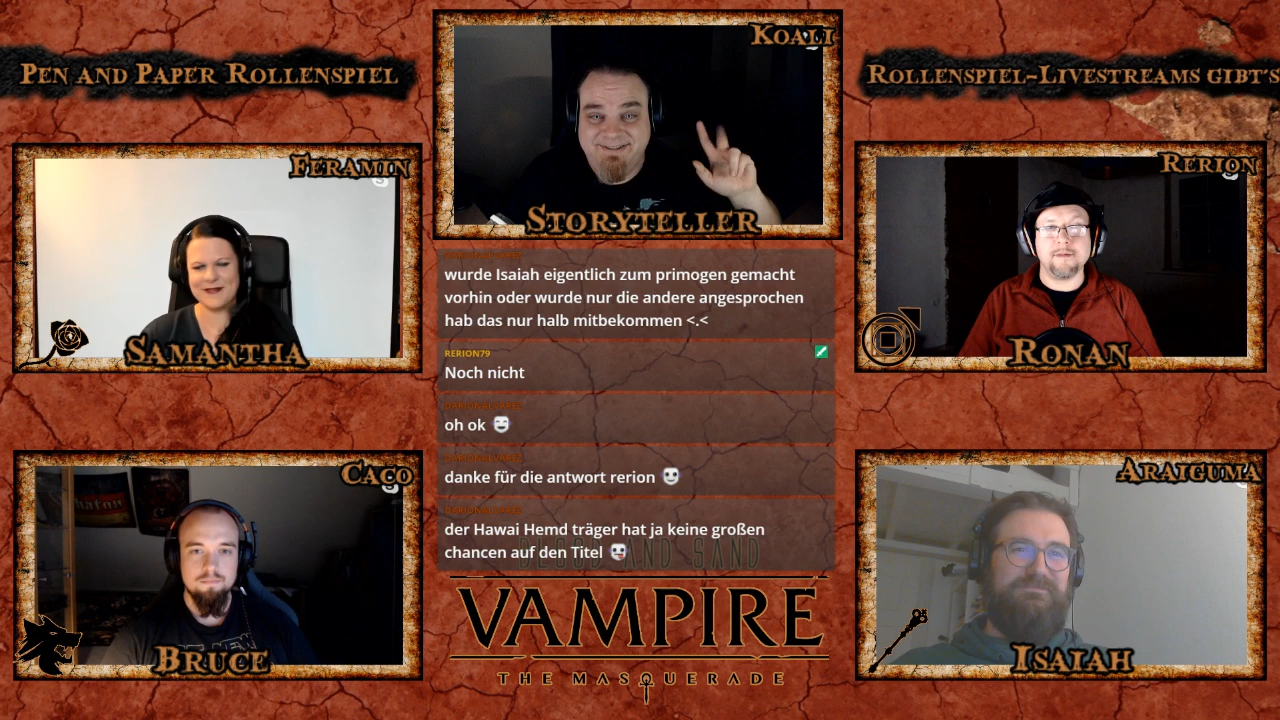 PEN AND PAPER ROLLENSPIEL
KOALI
ROLLENSPIEL-LIVESTREAMS GIBT'S
STORYTELLER
FERAMIN
SAMANTHA
RERION
RONAN
wurde Isaiah eigentlich zum primogen gemacht
vorhin oder wurde nur die andere angesprochen
hab das nur halb mitbekommen <.<
RERION79
Noch nicht
oh ok
danke für die antwort rerion
der Hawai Hemd träger hat ja keine großen
chancen auf den Titel
BLOOD AND SAND
CACO
BRUCE
ARAIGUMA
ISAIAH
VAMPIRE
THE MASQUERADE